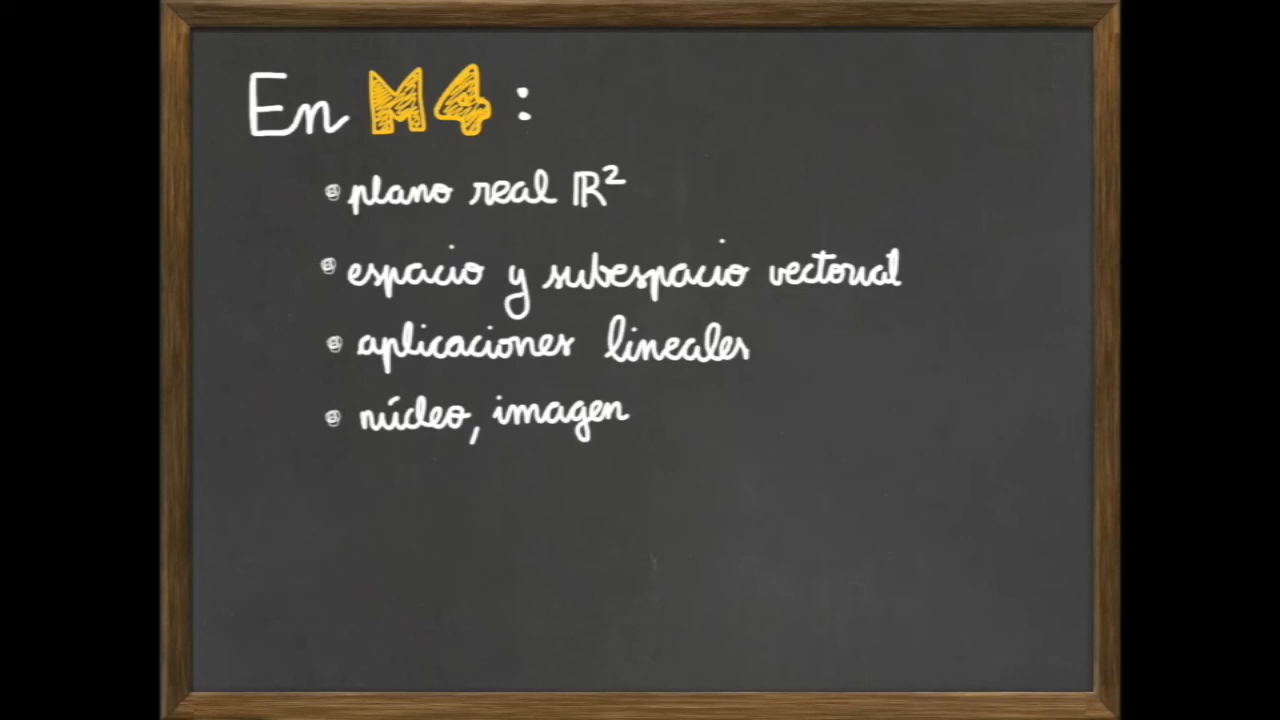 En M4 :
plano real ℝ²
espacio y subespacio vectorial
aplicaciones lineales
núcleo, imagen